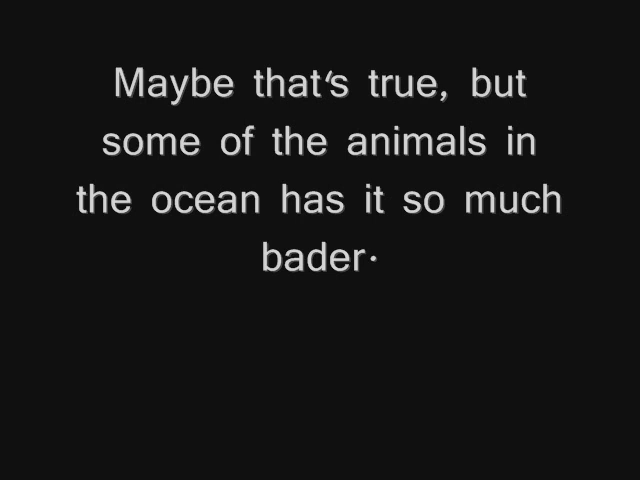 Maybe that's true, but
some of the animals in
the ocean has it so much
bader.